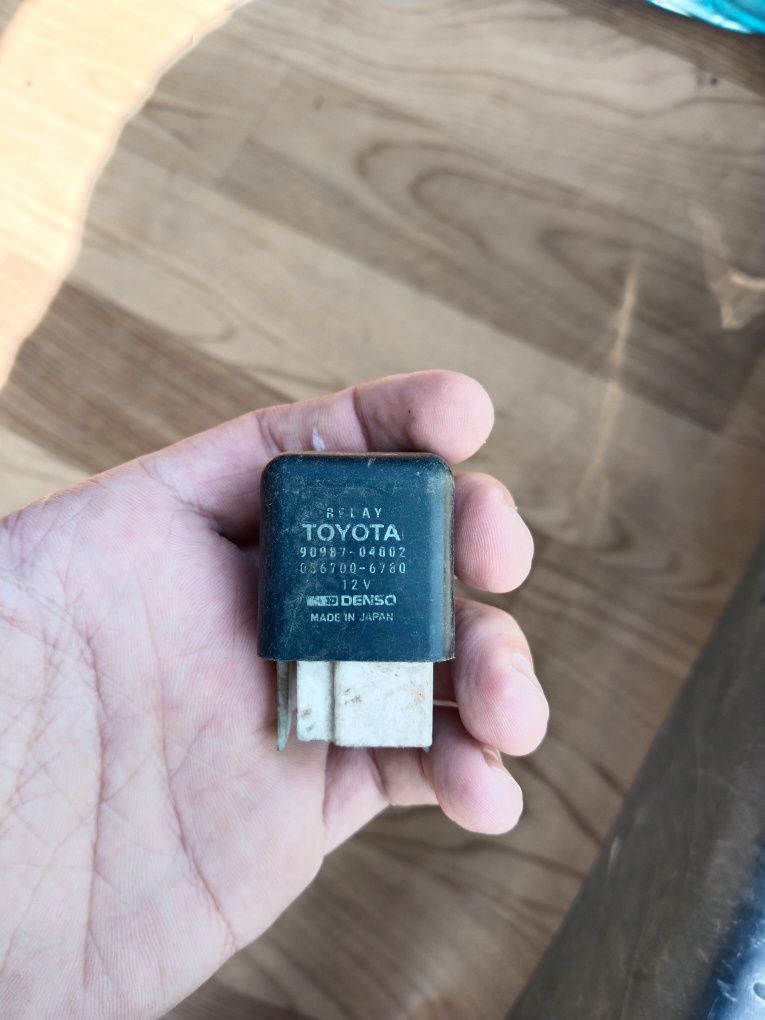 RELAY
TOYOTA
90987-04002
056700-6780
12V
DENSO
MADE IN JAPAN